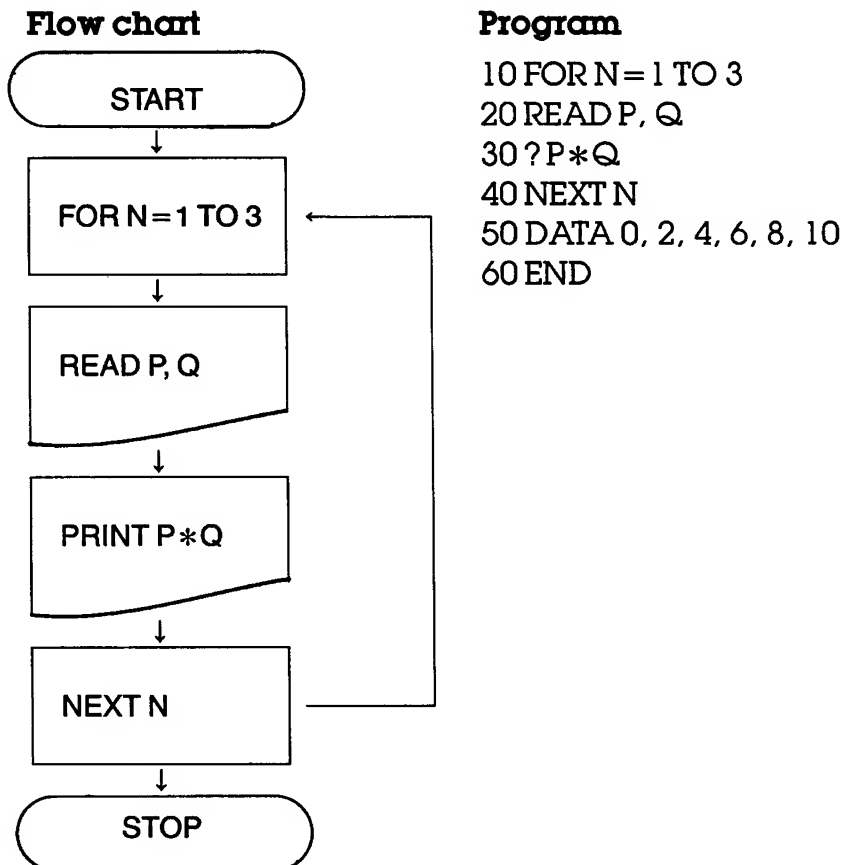 Flow chart
START
FOR N=1 TO 3
READ P, Q
PRINT P*Q
NEXT N
STOP
Program
10 FOR N=1 TO 3
20 READ P, Q
30 ? P*Q
40 NEXT N
50 DATA 0, 2, 4, 6, 8, 10
60 END